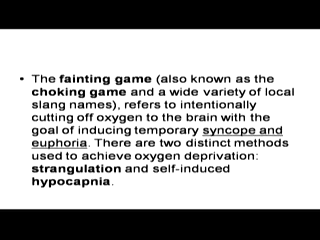 • The fainting game (also known as the
choking game and a wide variety of local
slang names), refers to intentionally
cutting off oxygen to the brain with the
goal of inducing temporary syncope and
euphoria. There are two distinct methods
used to achieve oxygen deprivation:
strangulation and self-induced
hypocapnia.